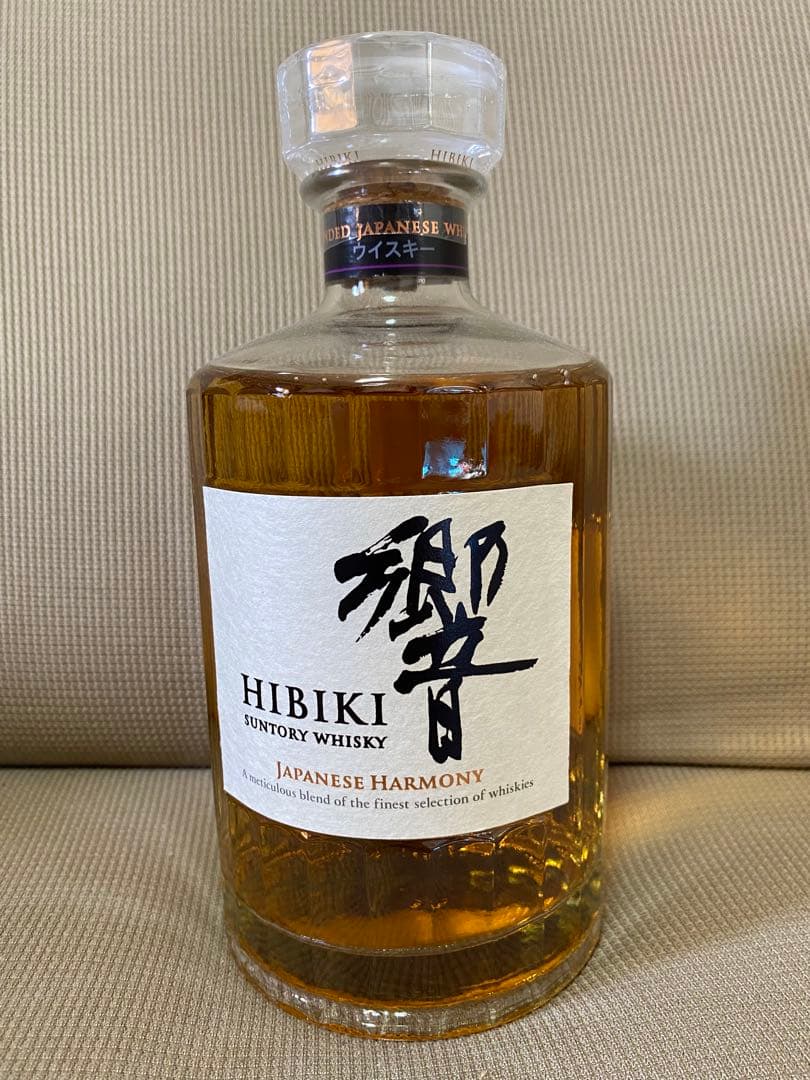 HIBIKI HIBIKI
NDED JAPANESE WH
ウイスキー
響
HIBIKI
SUNTORY WHISKY
JAPANESE HARMONY
A meticulous blend of the finest selection of whiskies